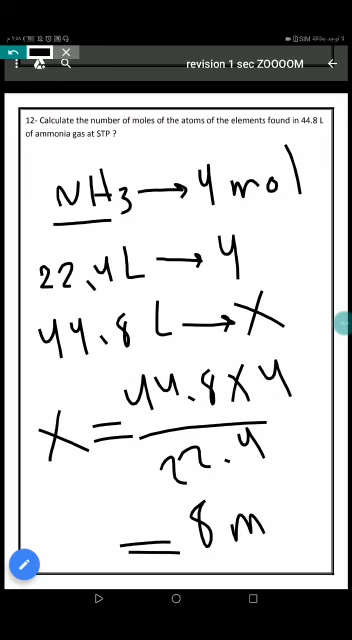 revision 1 sec ZOOOOM
12- Calculate the number of moles of the atoms of the elements found in 44.8 L
of ammonia gas at STP ?
NH3 → 4 mol
22.4 L → 4
44.8 L → X
X = 44.8 X 4
22.4
= 8 m